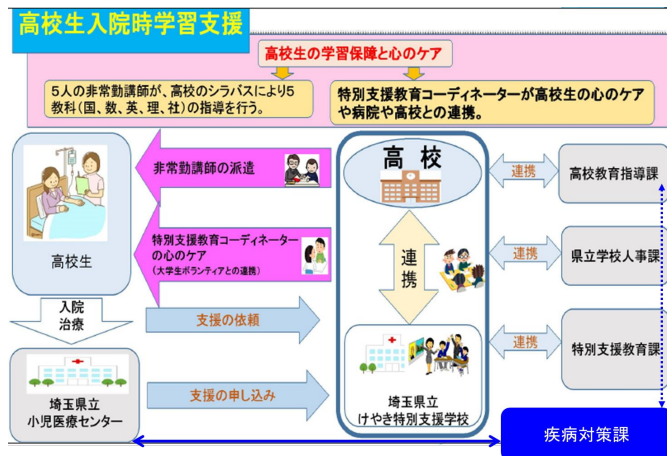 高校生入院時学習支援
高校生の学習保障と心のケア
5人の非常勤講師が、高校のシラバスにより5
教科(国、数、英、理、社)の指導を行う。
特別支援教育コーディネーターが高校生の心のケア
や病院や高校との連携。
高校生
非常勤講師の派遣
特別支援教育コーディネーター
の心のケア
(大学生ボランティアとの連携)
高校
連携
連携
高校教育指導課
連携
県立学校人事課
連携
特別支援教育課
入院
治療
支援の依頼
支援の申し込み
埼玉県立
小児医療センター
埼玉県立
けやき特別支援学校
疾病対策課